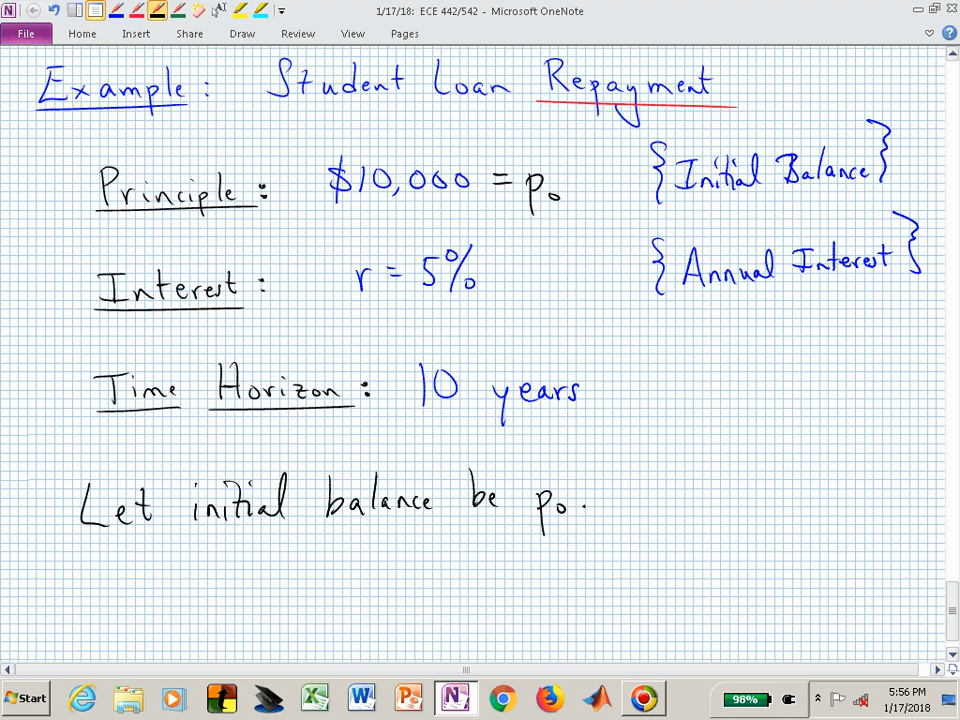 1/17/18: ECE 442/542 - Microsoft OneNote
File Home Insert Share Draw Review View Pages
Example: Student Loan Repayment
Principle: $10,000 = p₀ {Initial Balance}
Interest: r = 5% {Annual Interest}
Time Horizon: 10 years
Let initial balance be p₀.
Start 98% 5:56 PM
1/17/2018